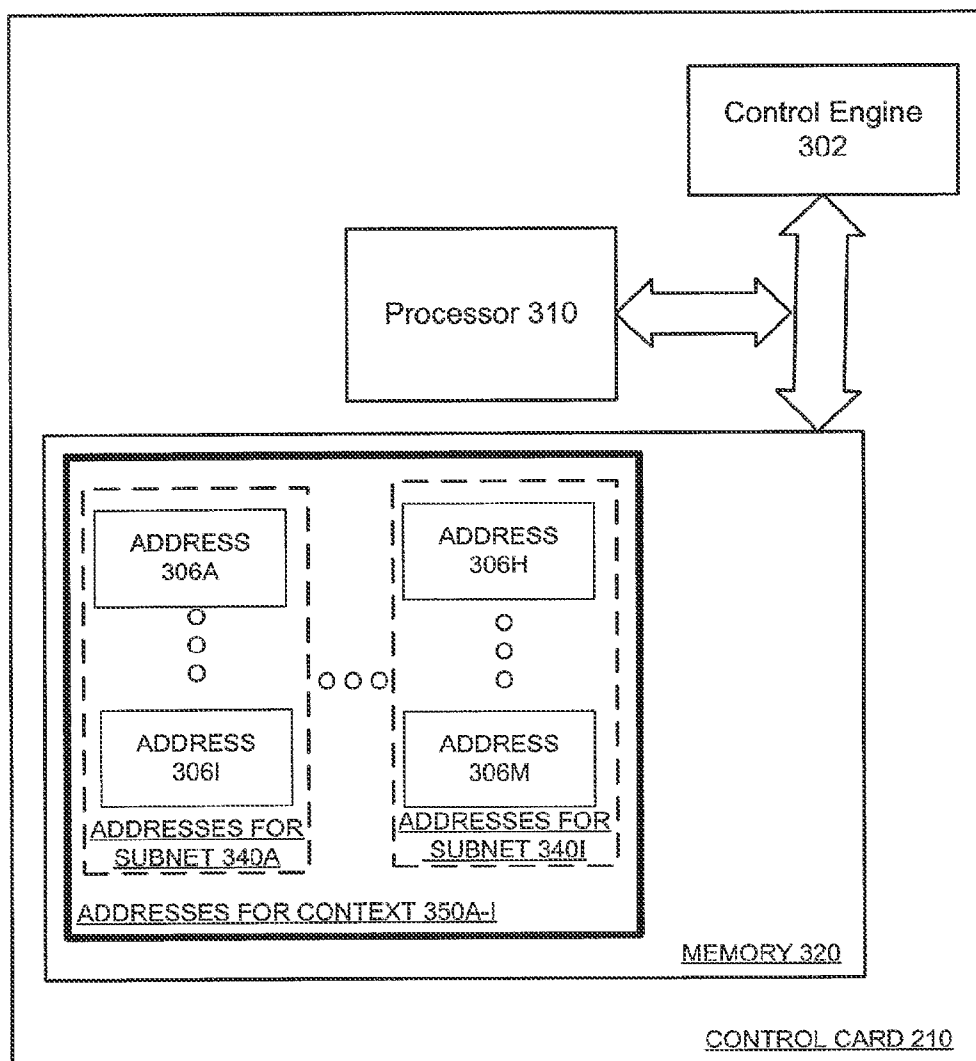 Control Engine
302
Processor 310
ADDRESS
306A
ADDRESS
306H
ADDRESS
306I
ADDRESS
306M
ADDRESSES FOR
SUBNET 340A
ADDRESSES FOR
SUBNET 340I
ADDRESSES FOR CONTEXT 350A-I
MEMORY 320
CONTROL CARD 210